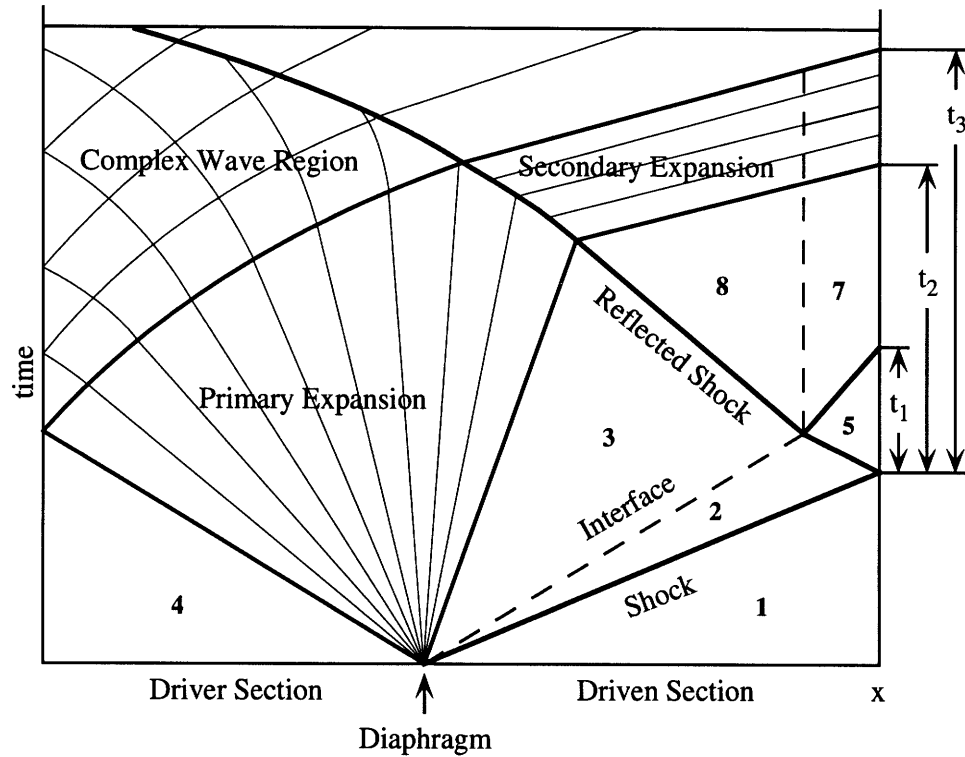 Complex Wave Region
Secondary Expansion
t3
t2
t1
8
7
Reflected Shock
time
Primary Expansion
3
5
Interface
2
4
Shock
1
Driver Section
Driven Section
x
Diaphragm